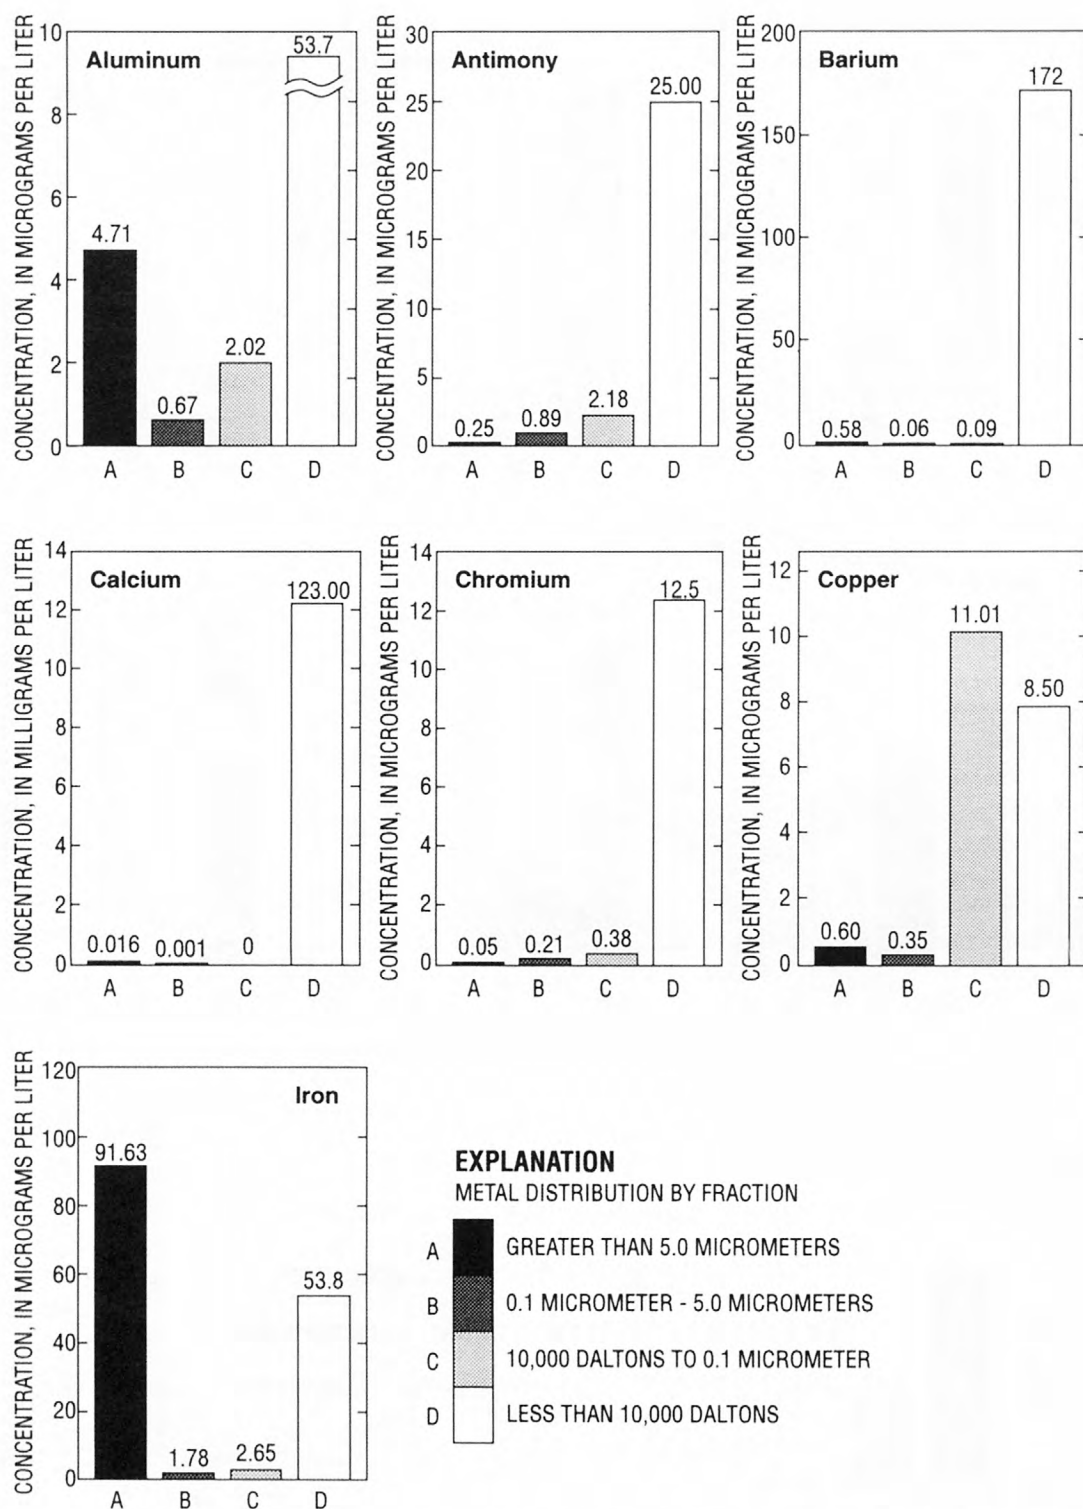 CONCENTRATION, IN MICROGRAMS PER LITER
Aluminum
10
8
6
4
2
0
4.71
0.67
2.02
53.7
A B C D
CONCENTRATION, IN MICROGRAMS PER LITER
Antimony
30
25
20
15
10
5
0
0.25
0.89
2.18
25.00
A B C D
CONCENTRATION, IN MICROGRAMS PER LITER
Barium
200
150
100
50
0
0.58
0.06
0.09
172
A B C D
CONCENTRATION, IN MILLIGRAMS PER LITER
Calcium
14
12
10
8
6
4
2
0
0.016
0.001
0
123.00
A B C D
CONCENTRATION, IN MICROGRAMS PER LITER
Chromium
14
12
10
8
6
4
2
0
0.05
0.21
0.38
12.5
A B C D
CONCENTRATION, IN MICROGRAMS PER LITER
Copper
12
10
8
6
4
2
0
0.60
0.35
11.01
8.50
A B C D
CONCENTRATION, IN MICROGRAMS PER LITER
Iron
120
100
80
60
40
20
0
91.63
1.78
2.65
53.8
A B C D
EXPLANATION
METAL DISTRIBUTION BY FRACTION
A GREATER THAN 5.0 MICROMETERS
B 0.1 MICROMETER - 5.0 MICROMETERS
C 10,000 DALTONS TO 0.1 MICROMETER
D LESS THAN 10,000 DALTONS